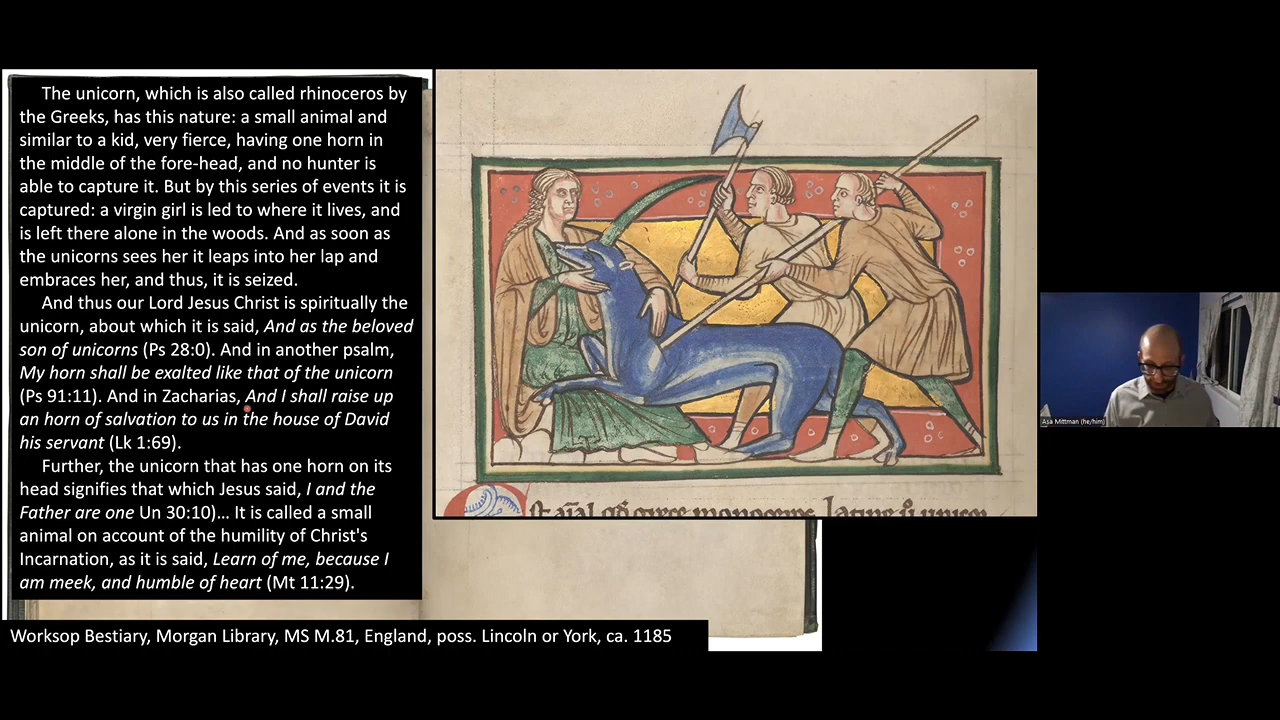 The unicorn, which is also called rhinoceros by
the Greeks, has this nature: a small animal and
similar to a kid, very fierce, having one horn in
the middle of the fore-head, and no hunter is
able to capture it. But by this series of events it is
captured: a virgin girl is led to where it lives, and
is left there alone in the woods. And as soon as
the unicorns sees her it leaps into her lap and
embraces her, and thus, it is seized.
And thus our Lord Jesus Christ is spiritually the
unicorn, about which it is said, And as the beloved
son of unicorns (Ps 28:0). And in another psalm,
My horn shall be exalted like that of the unicorn
(Ps 91:11). And in Zacharias, And I shall raise up
an horn of salvation to us in the house of David
his servant (Lk 1:69).
Further, the unicorn that has one horn on its
head signifies that which Jesus said, I and the
Father are one Un 30:10)... It is called a small
animal on account of the humility of Christ's
Incarnation, as it is said, Learn of me, because I
am meek, and humble of heart (Mt 11:29).
Worksop Bestiary, Morgan Library, MS M.81, England, poss. Lincoln or York, ca. 1185
Asa Mittman (he/him)